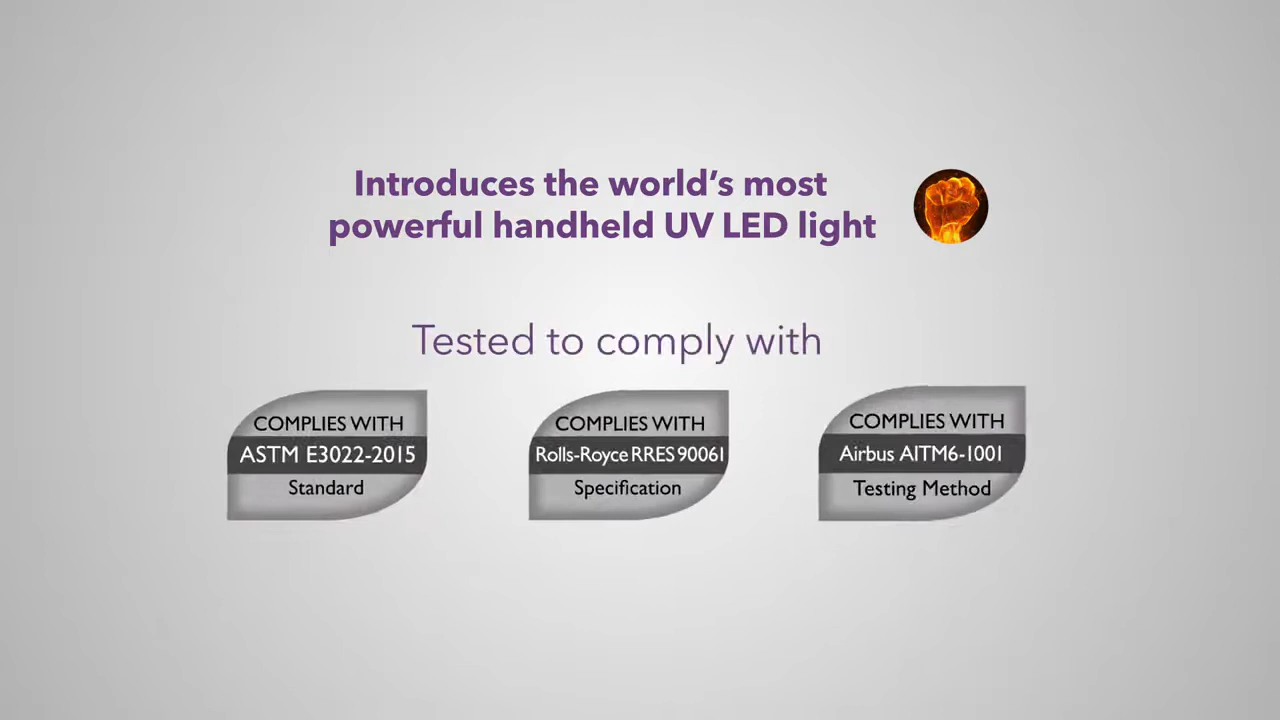 Introduces the world's most
powerful handheld UV LED light
Tested to comply with
COMPLIES WITH
ASTM E3022-2015
Standard
COMPLIES WITH
Rolls-Royce RRES 90061
Specification
COMPLIES WITH
Airbus AITM6-1001
Testing Method